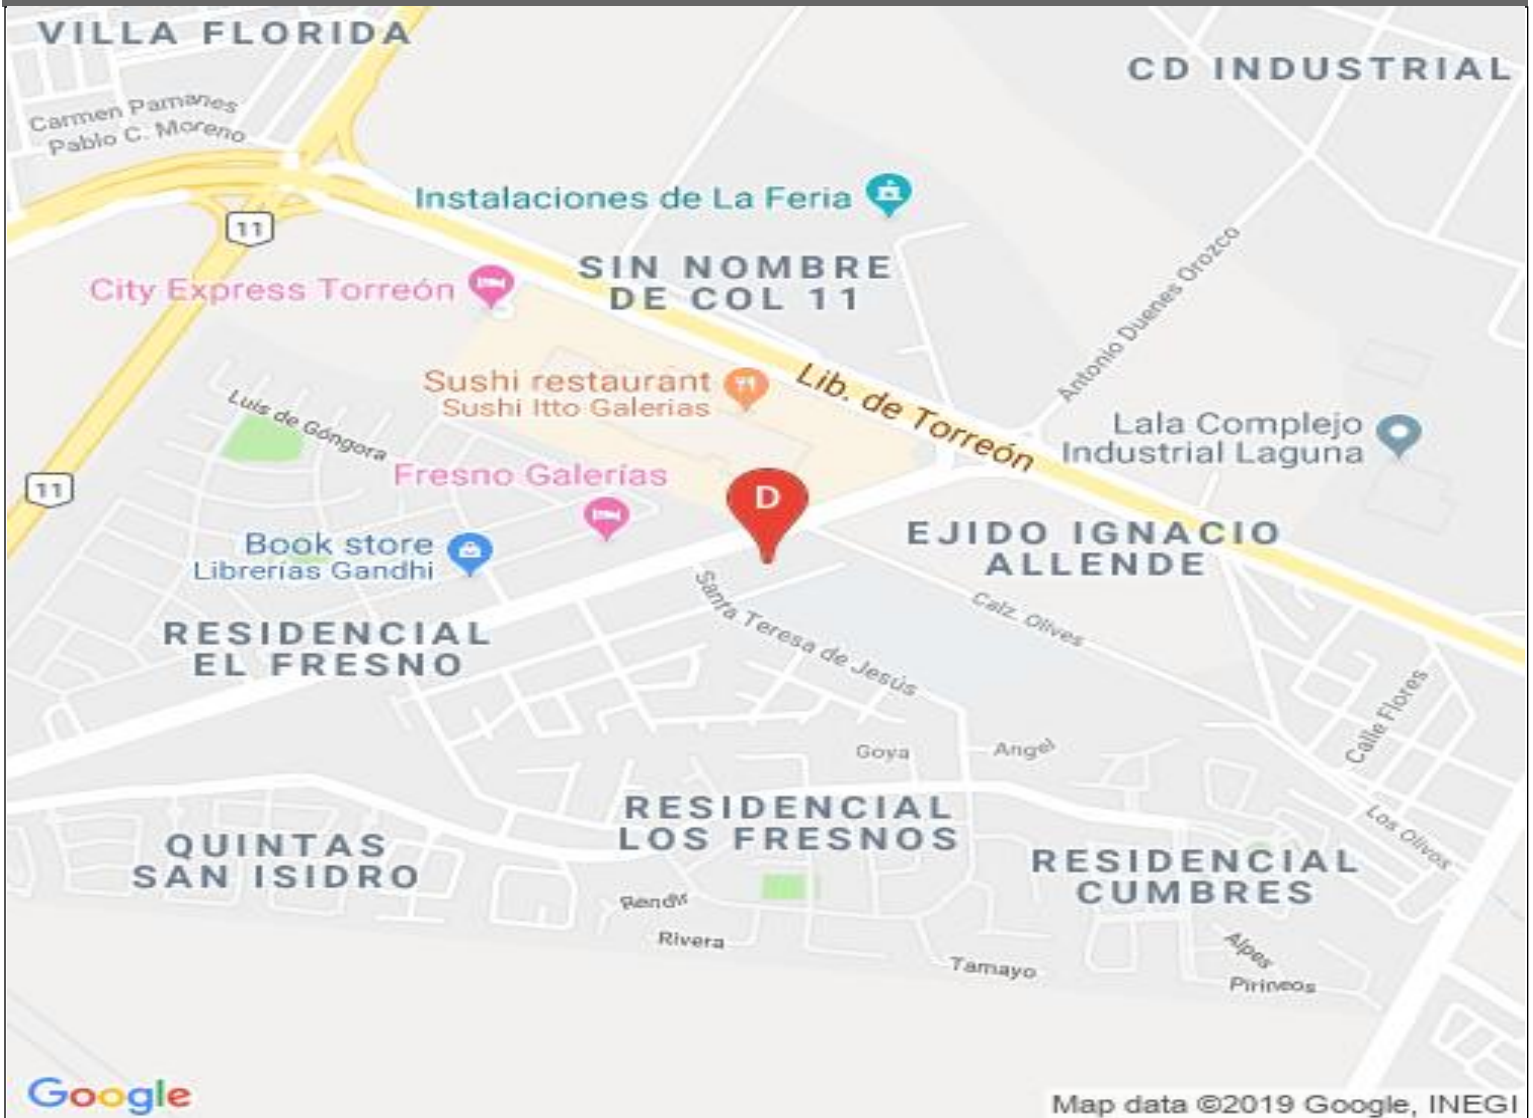 VILLA FLORIDA
CD INDUSTRIAL
Carmen Pamanes
Pablo C. Moreno
Instalaciones de La Feria
11
SIN NOMBRE
DE COL 11
City Express Torreón
Antonio Duenes Orozco
Sushi restaurant
Sushi Itto Galerias
Lib. de Torreón
Luis de Góngora
Lala Complejo
Industrial Laguna
Fresno Galerías
11
D
Book store
Librerías Gandhi
EJIDO IGNACIO
ALLENDE
Santa Teresa de Jesús
Calz. Olives
RESIDENCIAL
EL FRESNO
Calle Flores
Goya
Angel
RESIDENCIAL
LOS FRESNOS
Los Olivos
QUINTAS
SAN ISIDRO
RESIDENCIAL
CUMBRES
Rivera
Tamayo
Alpes
Pirineos
Google
Map data ©2019 Google, INEGI